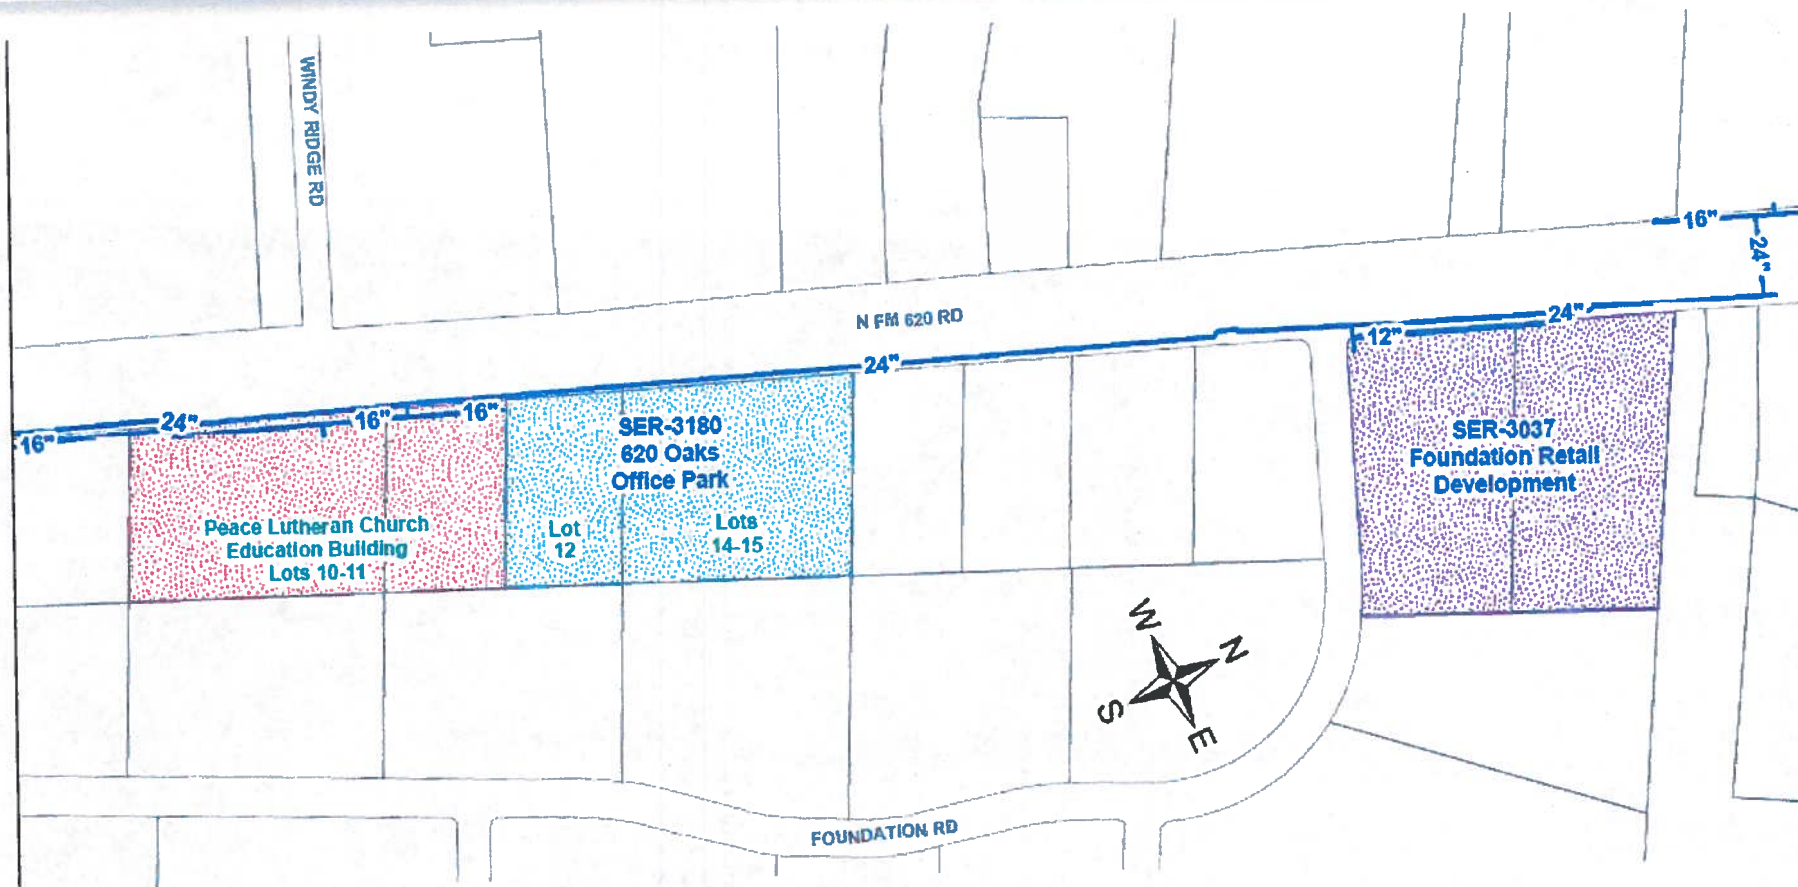 WINDY RIDGE RD
16"
24"
N FM 620 RD
24"
12"
24"
24"
16"
16"
16"
SER-3180
620 Oaks
Office Park
SER-3037
Foundation Retail
Development
Peace Lutheran Church
Education Building
Lots 10-11
Lot
12
Lots
14-15
W
N
S
E
FOUNDATION RD